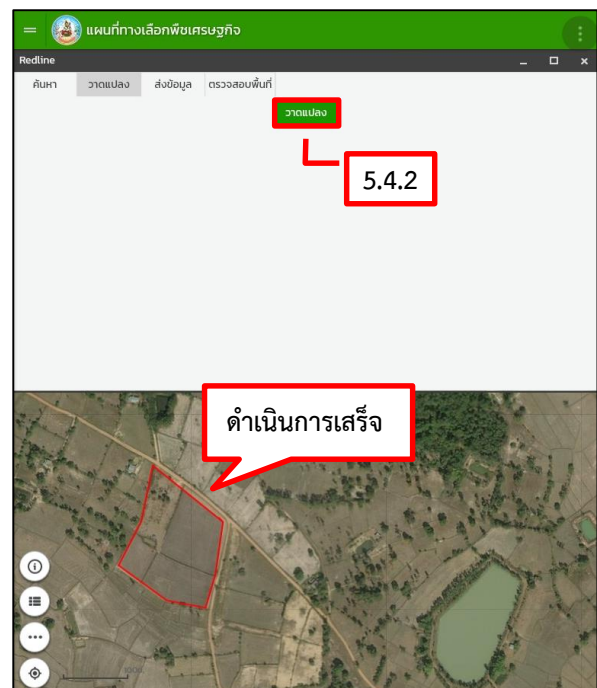 แผนที่ทางเลือกพืชเศรษฐกิจ
Redline
ค้นหา วาดแปลง ส่งข้อมูล ตรวจสอบพื้นที่
วาดแปลง
5.4.2
ดำเนินการเสร็จ